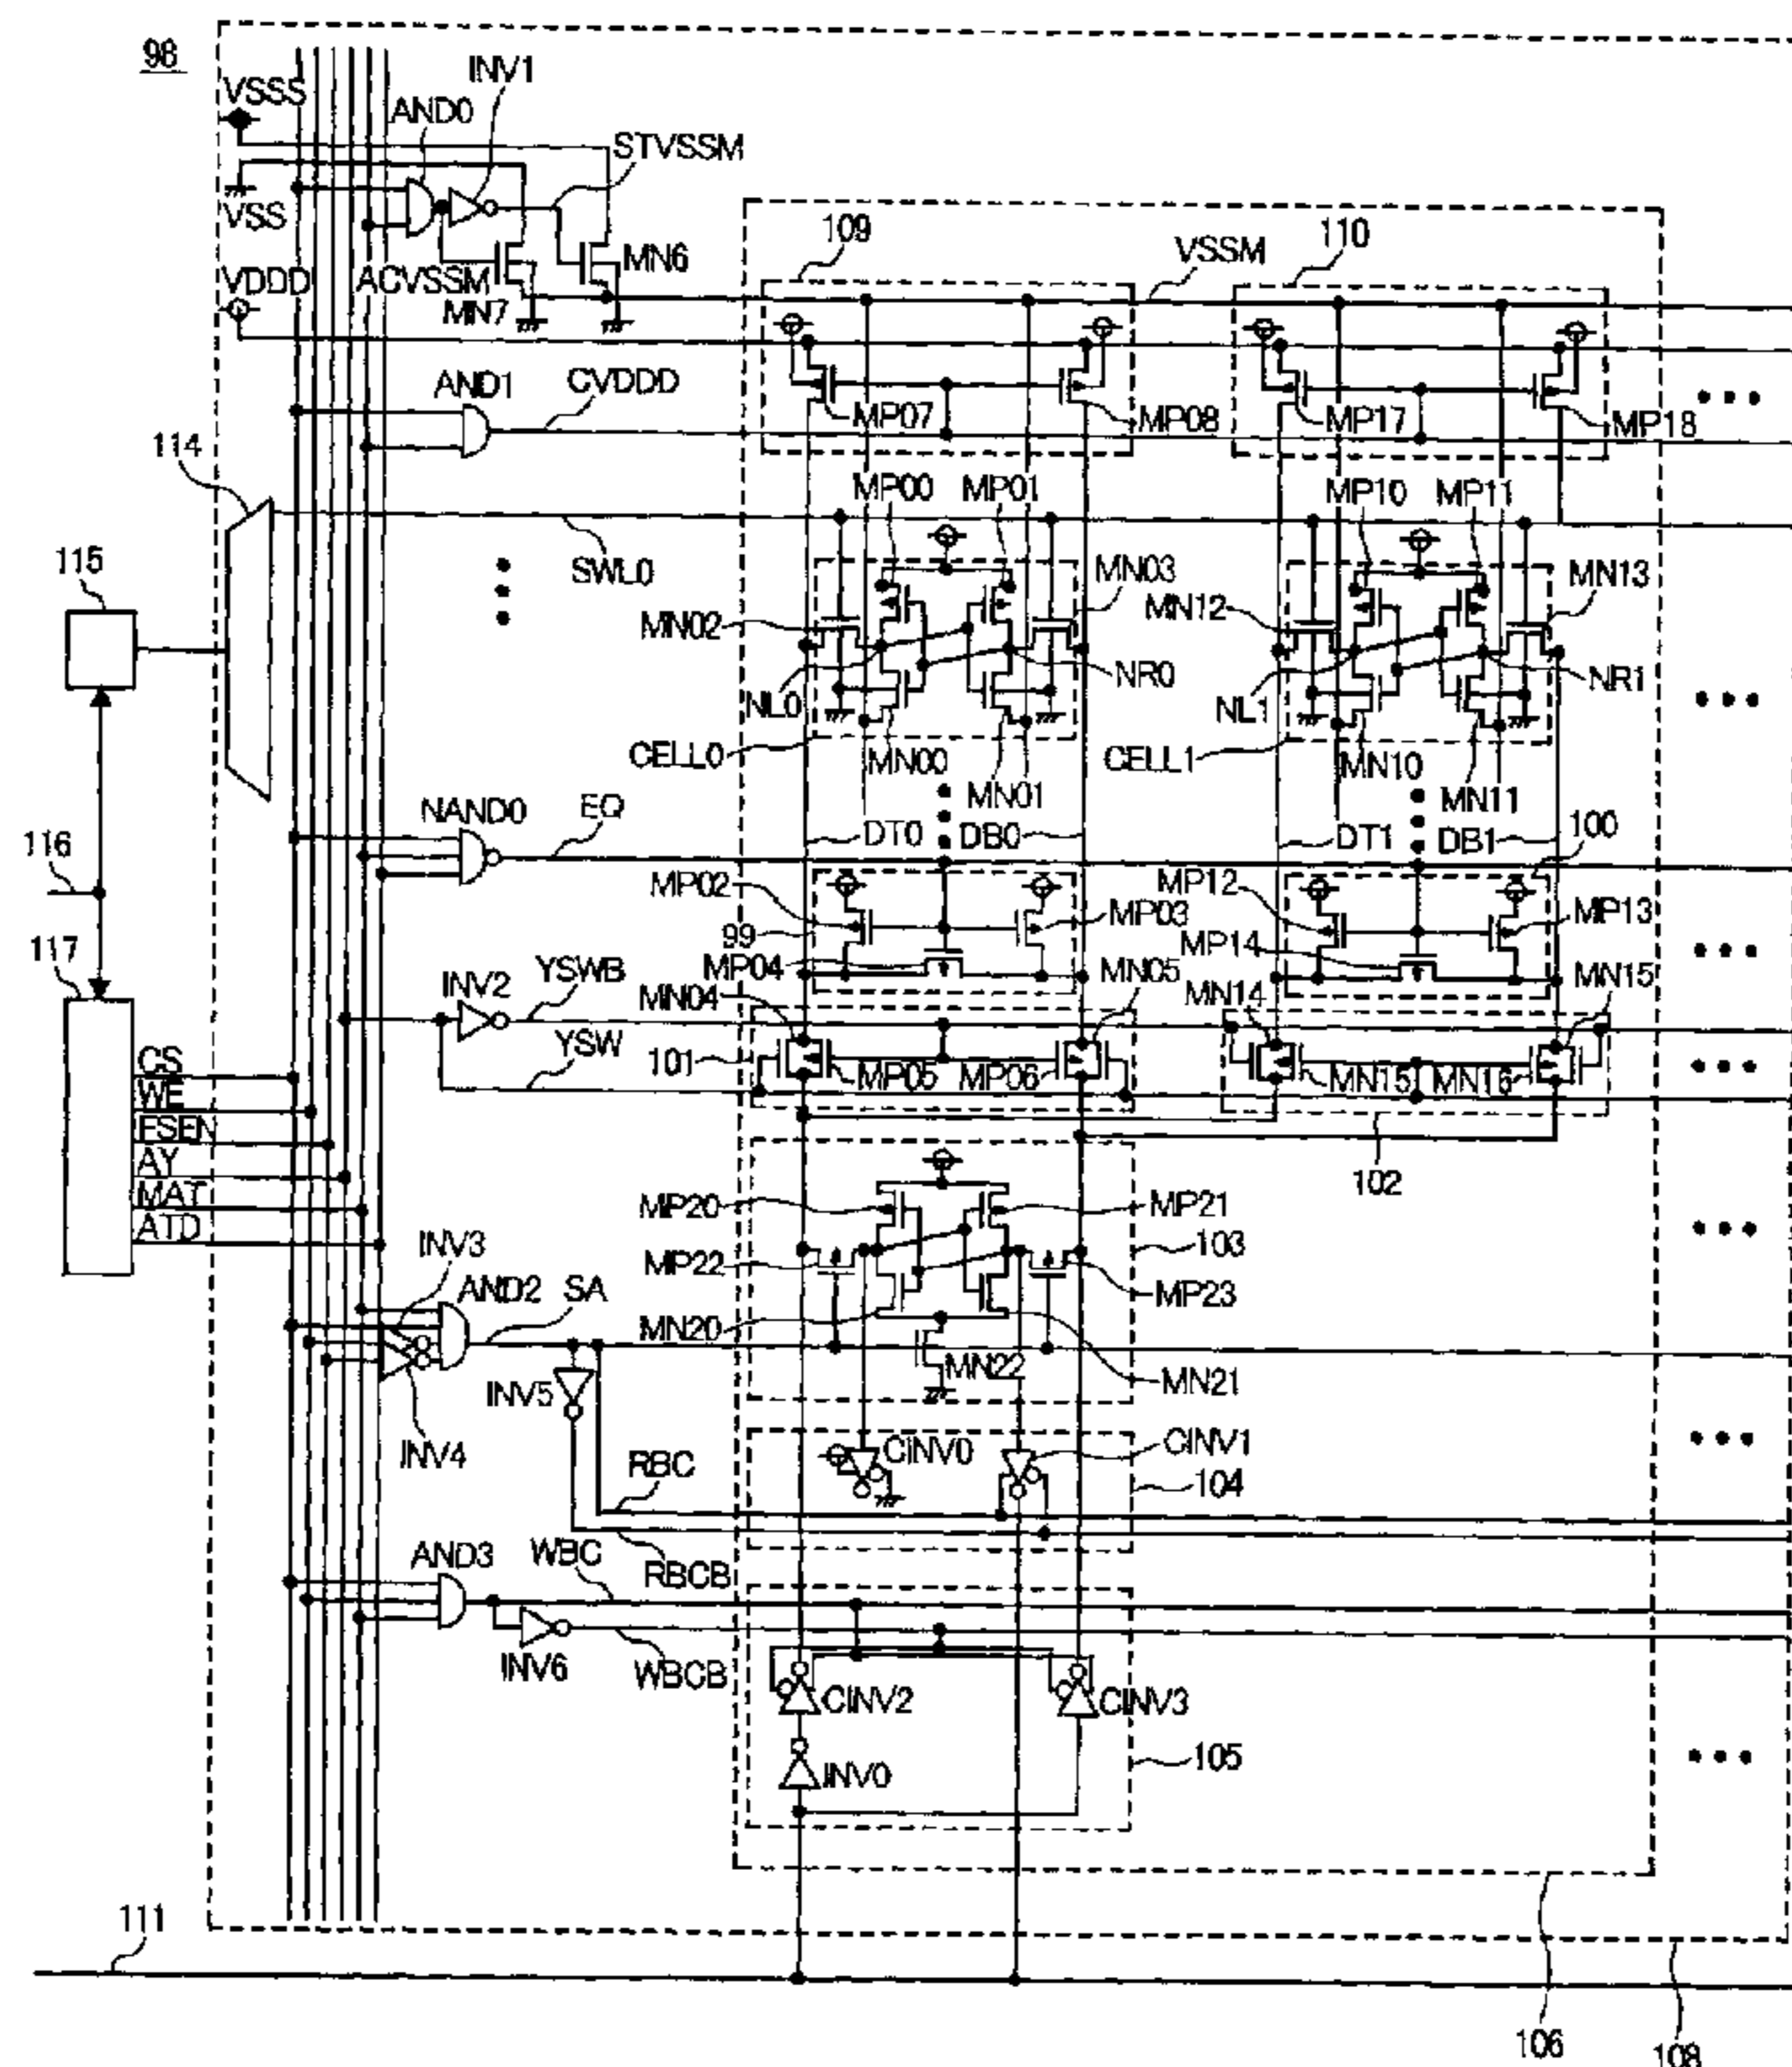 98
VSSS
INV1
AND0
STVSSM
VSS
109
110
VSSM
MN6
VDDD
ACVSSM
MN7
AND1
CVDDD
MP07
MP08
MP17
MP18
114
MP00
MP01
MP10
MP11
115
SWL0
MN03
MN13
MN02
MN12
NL0
NR0
NL1
NR1
CELL0
MN00
CELL1
MN10
MN01
MN11
NAND0
EQ
DT0
DB0
DT1
DB1
100
116
MP02
MP03
MP12
MP13
99
117
MP04
MP14
INV2
YSWB
MN04
MN05
MN14
MN15
YSW
101
MP05
MP06
MN15
MN16
CS
WE
FSEN
AY
MAT
ATD
102
MP20
MP21
INV3
MP22
103
AND2
SA
MP23
MN20
MN22
MN21
INV5
INV4
CINV0
CINV1
RBC
104
AND3
WBC
RBCB
INV6
WBCB
CINV2
CINV3
INV0
105
111
106
108